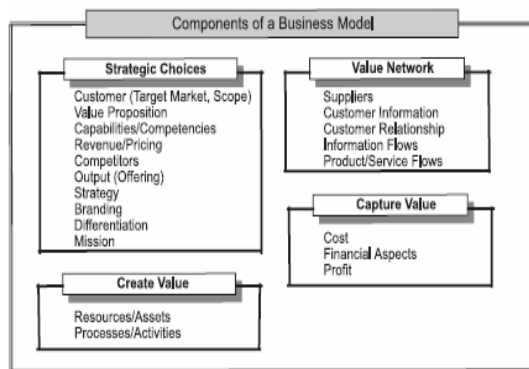 Components of a Business Model
Strategic Choices
Customer (Target Market, Scope)
Value Proposition
Capabilities/Competencies
Revenue/Pricing
Competitors
Output (Offering)
Strategy
Branding
Differentiation
Mission
Create Value
Resources/Assets
Processes/Activities
Value Network
Suppliers
Customer Information
Customer Relationship
Information Flows
Product/Service Flows
Capture Value
Cost
Financial Aspects
Profit